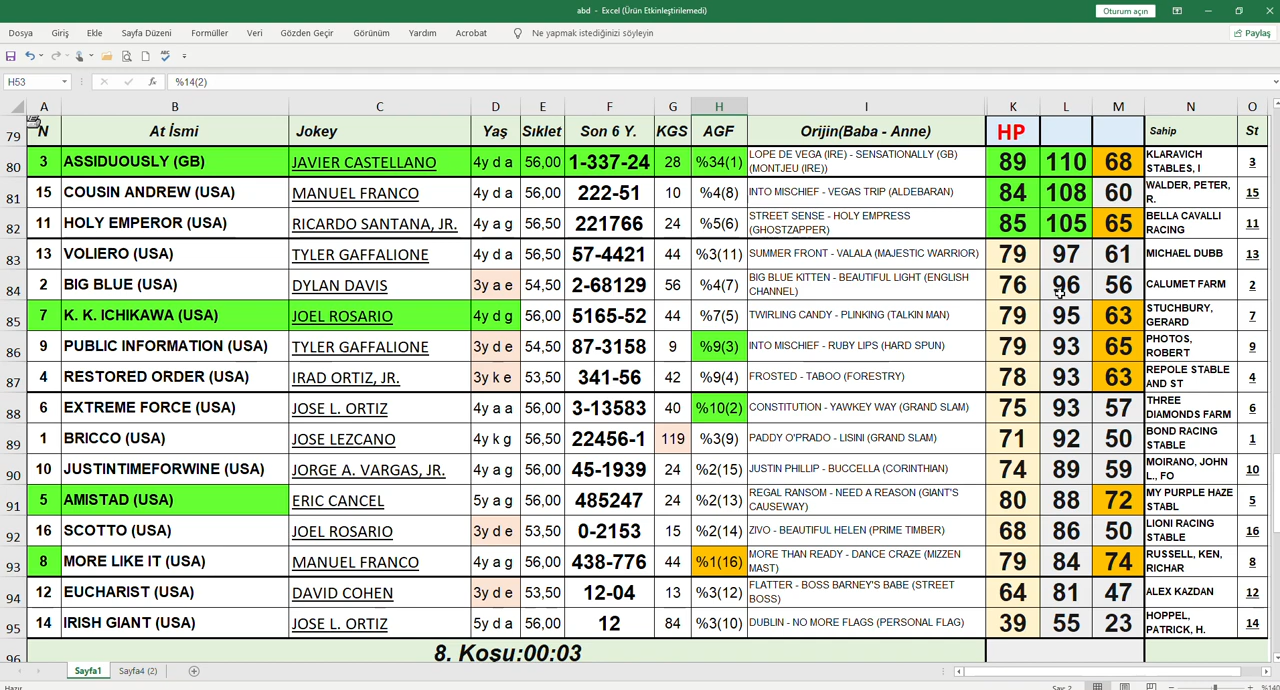 abd - Excel (Ürün Etkinleştirilemedi)
Oturum açın
Dosya Giriş Ekle Sayfa Düzeni Formüller Veri Gözden Geçir Görünüm Yardım Acrobat Ne yapmak istediğinizi söyleyin Paylaş
H53 fx %14(2)
A B C D E F G H I K L M N O
79 N At İsmi Jokey Yaş Sıklet Son 6 Y. KGS AGF Orijin(Baba - Anne) HP Sahip St
80 3 ASSIDUOUSLY (GB) JAVIER CASTELLANO 4y d a 56,00 1-337-24 28 %34(1) LOPE DE VEGA (IRE) - SENSATIONALLY (GB) (MONTJEU (IRE)) 89 110 68 KLARAVICH STABLES, I 3
81 15 COUSIN ANDREW (USA) MANUEL FRANCO 4y d a 56,00 222-51 10 %4(8) INTO MISCHIEF - VEGAS TRIP (ALDEBARAN) 84 108 60 WALDER, PETER, R. 15
82 11 HOLY EMPEROR (USA) RICARDO SANTANA, JR. 4y a g 56,50 221766 24 %5(6) STREET SENSE - HOLY EMPRESS (GHOSTZAPPER) 85 105 65 BELLA CAVALLI RACING 11
83 13 VOLIERO (USA) TYLER GAFFALIONE 4y d a 56,00 57-4421 44 %3(11) SUMMER FRONT - VALALA (MAJESTIC WARRIOR) 79 97 61 MICHAEL DUBB 13
84 2 BIG BLUE (USA) DYLAN DAVIS 3y a e 54,50 2-68129 56 %4(7) BIG BLUE KITTEN - BEAUTIFUL LIGHT (ENGLISH CHANNEL) 76 96 56 CALUMET FARM 2
85 7 K. K. ICHIKAWA (USA) JOEL ROSARIO 4y d g 56,00 5165-52 44 %7(5) TWIRLING CANDY - PLINKING (TALKIN MAN) 79 95 63 STUCHBURY, GERARD 7
86 9 PUBLIC INFORMATION (USA) TYLER GAFFALIONE 3y d e 54,50 87-3158 9 %9(3) INTO MISCHIEF - RUBY LIPS (HARD SPUN) 79 93 65 PHOTOS, ROBERT 9
87 4 RESTORED ORDER (USA) IRAD ORTIZ, JR. 3y k e 53,50 341-56 42 %9(4) FROSTED - TABOO (FORESTRY) 78 93 63 REPOLE STABLE AND ST 4
88 6 EXTREME FORCE (USA) JOSE L. ORTIZ 4y a a 56,00 3-13583 40 %10(2) CONSTITUTION - YAWKEY WAY (GRAND SLAM) 75 93 57 THREE DIAMONDS FARM 6
89 1 BRICCO (USA) JOSE LEZCANO 4y k g 56,50 22456-1 119 %3(9) PADDY O'PRADO - LISINI (GRAND SLAM) 71 92 50 BOND RACING STABLE 1
90 10 JUSTINTIMEFORWINE (USA) JORGE A. VARGAS, JR. 4y a g 56,00 45-1939 24 %2(15) JUSTIN PHILLIP - BUCCELLA (CORINTHIAN) 74 89 59 MOIRANO, JOHN L., FO 10
91 5 AMISTAD (USA) ERIC CANCEL 5y a g 56,00 485247 24 %2(13) REGAL RANSOM - NEED A REASON (GIANT'S CAUSEWAY) 80 88 72 MY PURPLE HAZE STABL 5
92 16 SCOTTO (USA) JOEL ROSARIO 3y d e 53,50 0-2153 15 %2(14) ZIVO - BEAUTIFUL HELEN (PRIME TIMBER) 68 86 50 LIONI RACING STABLE 16
93 8 MORE LIKE IT (USA) MANUEL FRANCO 4y a g 56,00 438-776 44 %1(16) MORE THAN READY - DANCE CRAZE (MIZZEN MAST) 79 84 74 RUSSELL, KEN, RICHAR 8
94 12 EUCHARIST (USA) DAVID COHEN 3y d e 53,50 12-04 13 %3(12) FLATTER - BOSS BARNEY'S BABE (STREET BOSS) 64 81 47 ALEX KAZDAN 12
95 14 IRISH GIANT (USA) JOSE L. ORTIZ 5y d a 56,00 12 84 %3(10) DUBLIN - NO MORE FLAGS (PERSONAL FLAG) 39 55 23 HOPPEL, PATRICK, H. 14
96 8. Koşu:00:03
Sayfa1 Sayfa4 (2)
Hazır Say: 2 %140